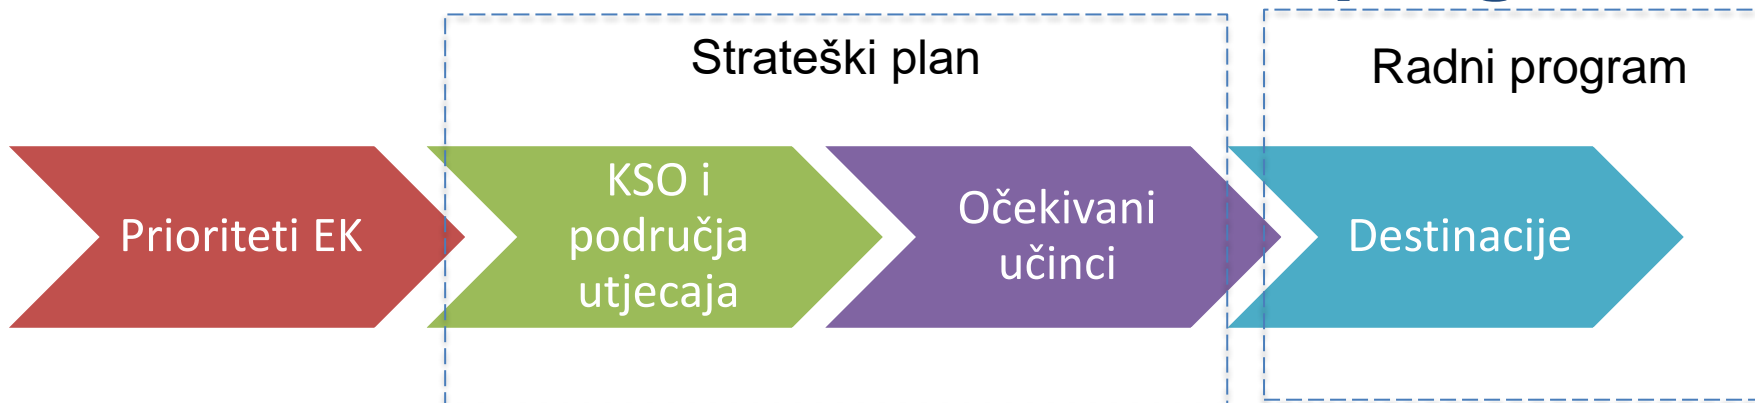 Strateški plan
Radni program
Prioriteti EK
KSO i
područja
utjecaja
Očekivani
učinci
Destinacije